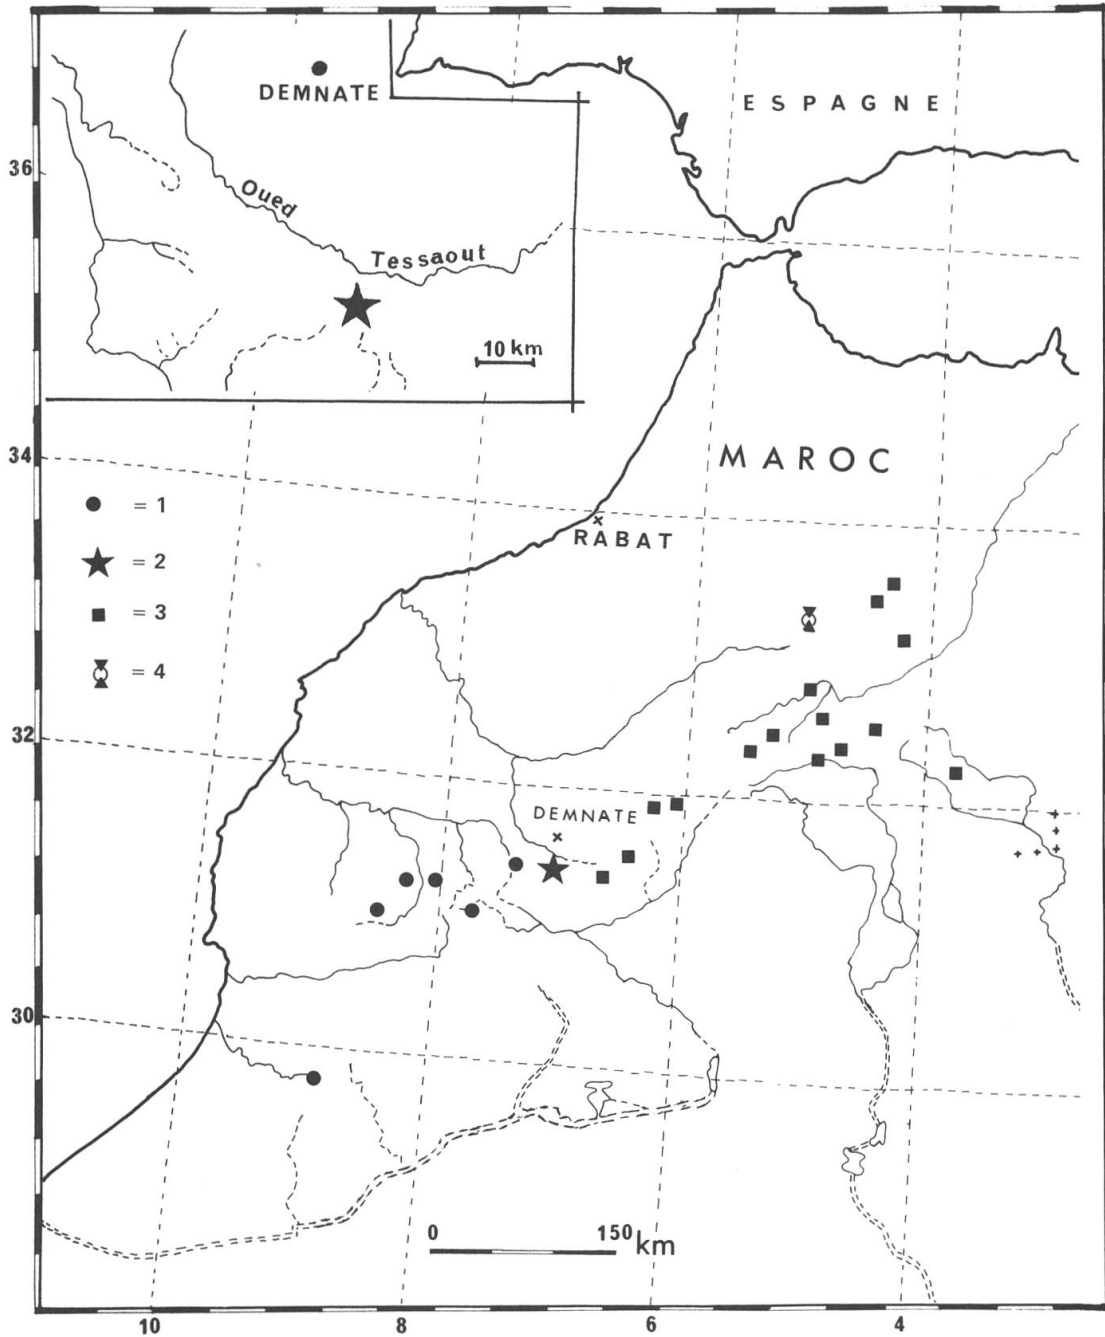 DEMNATE
ESPAGNE
36
Oued
Tessaout
10 km
34
MAROC
= 1
RABAT
= 2
= 3
= 4
32
DEMNATE
30
0 150 km
10 8 6 4